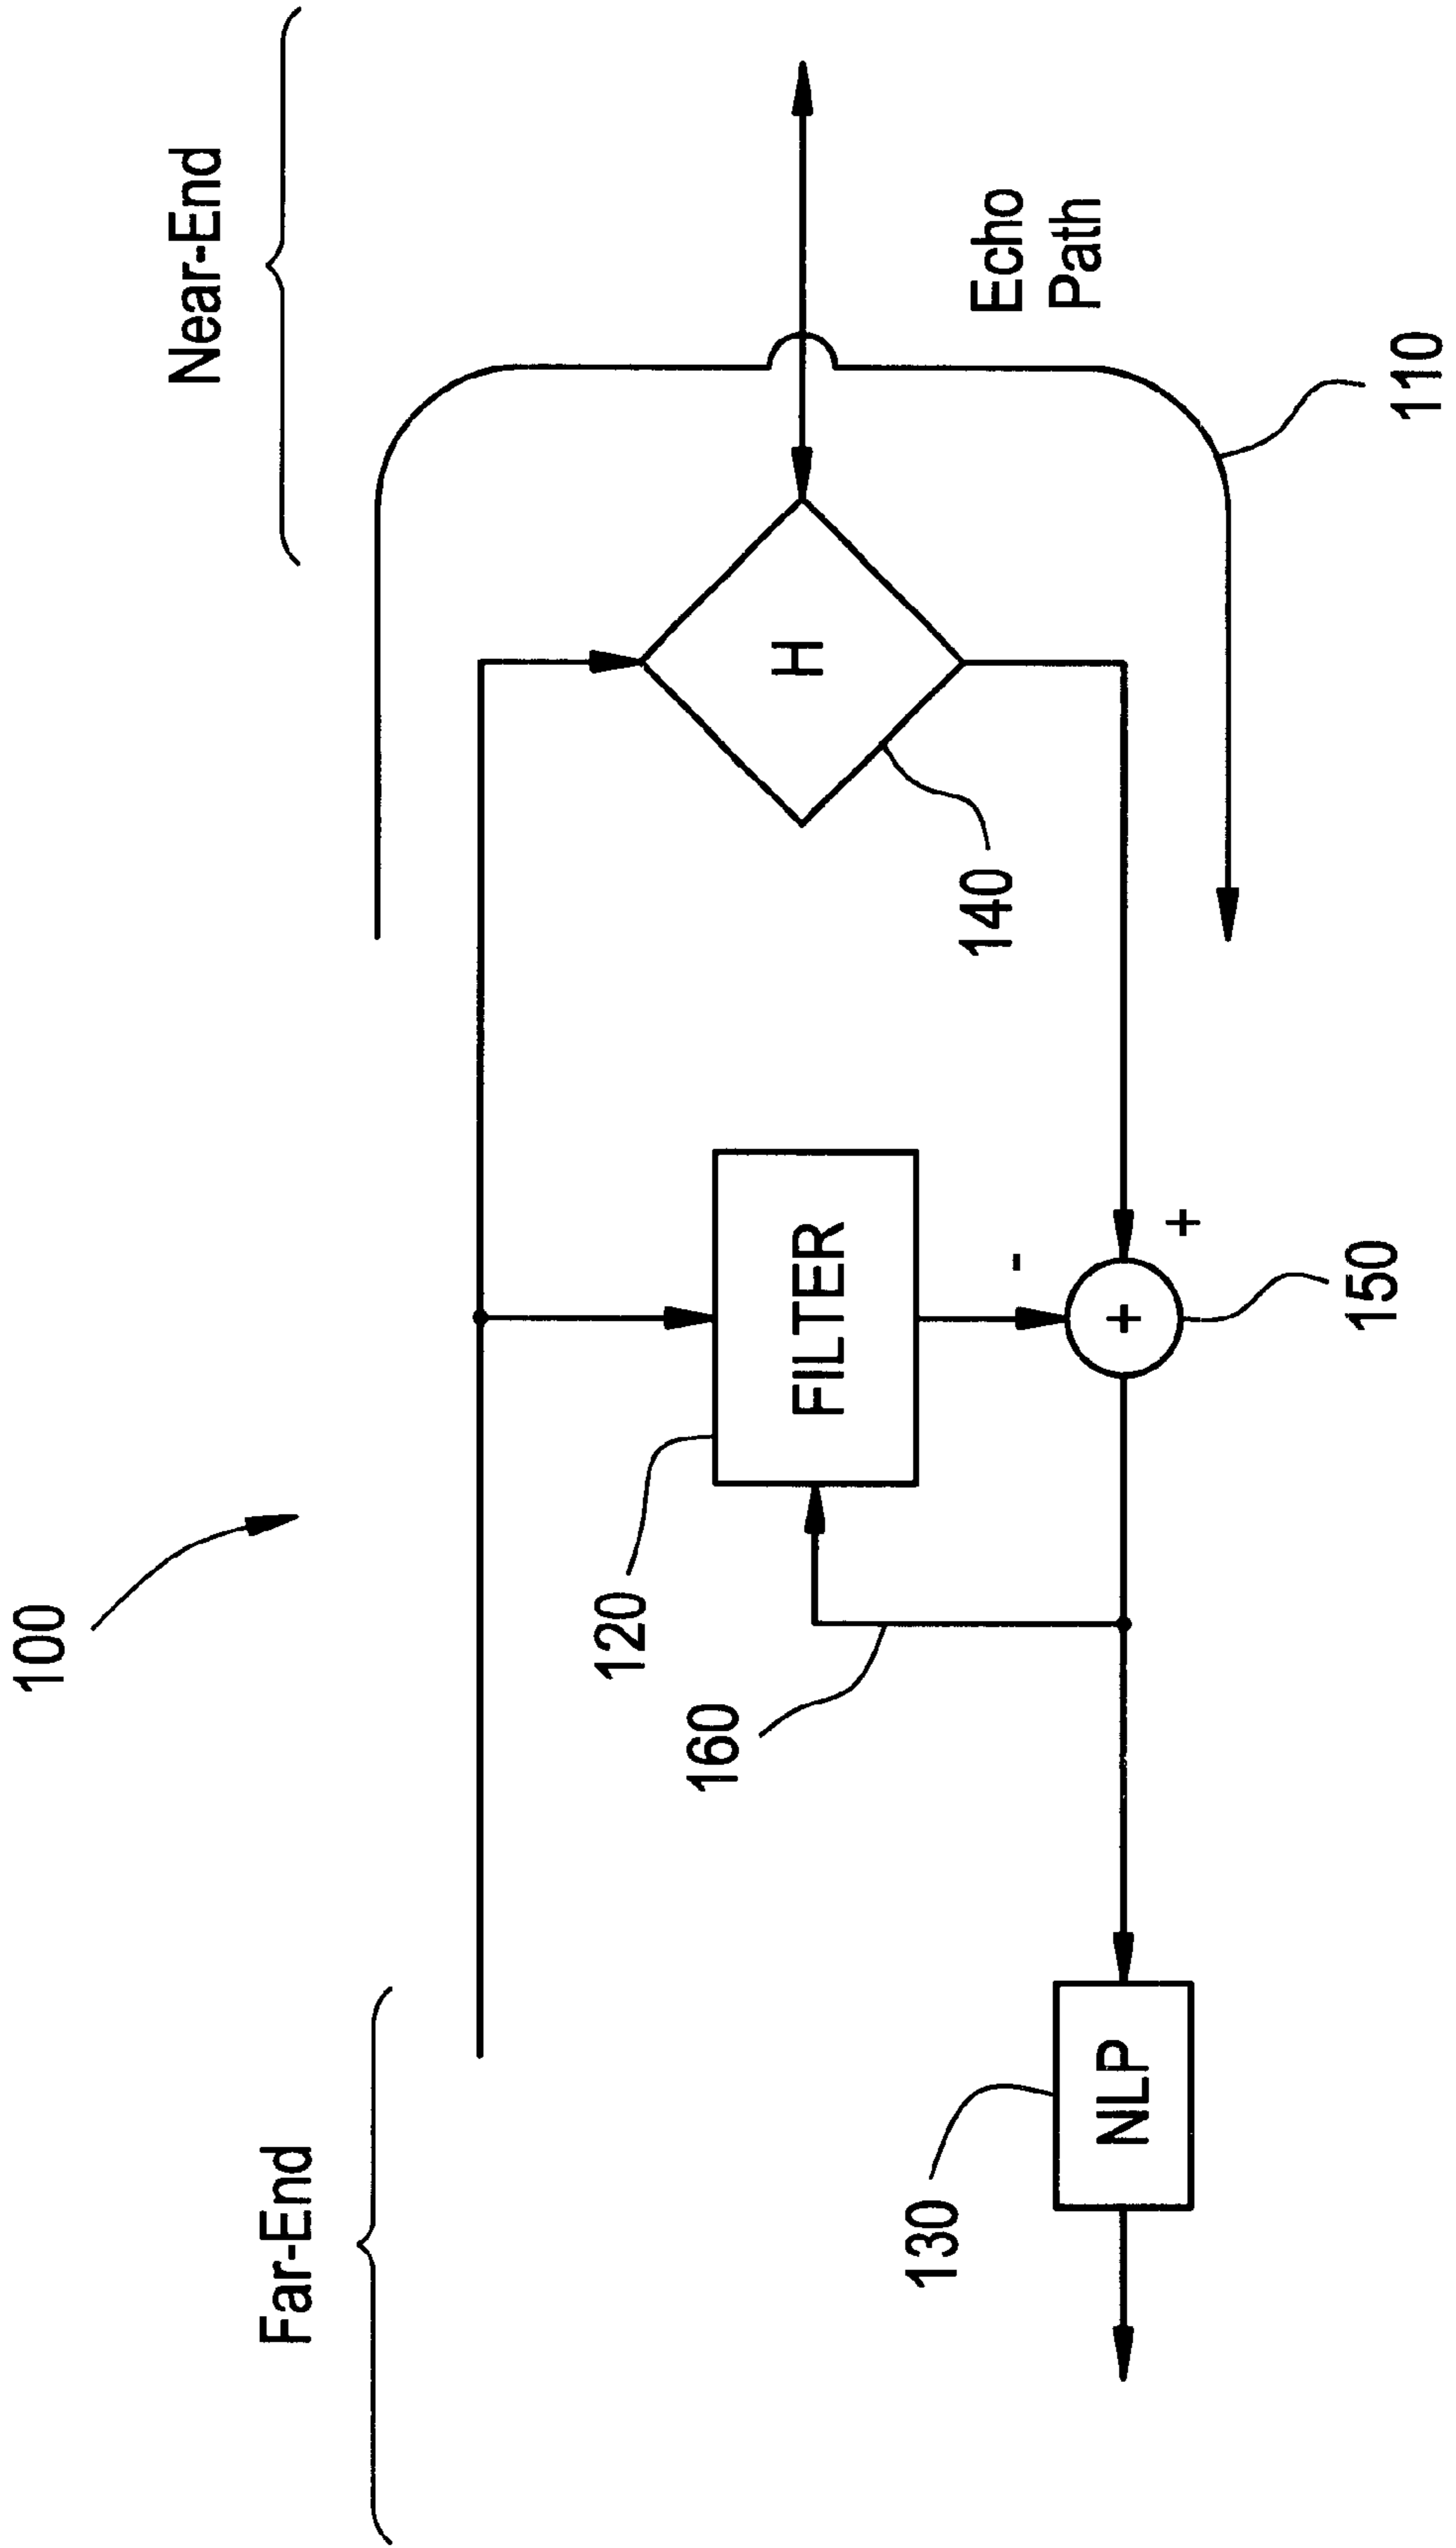 100
Far-End
Near-End
120
FILTER
H
160
140
Echo
Path
-
130
NLP
+
+
150
110